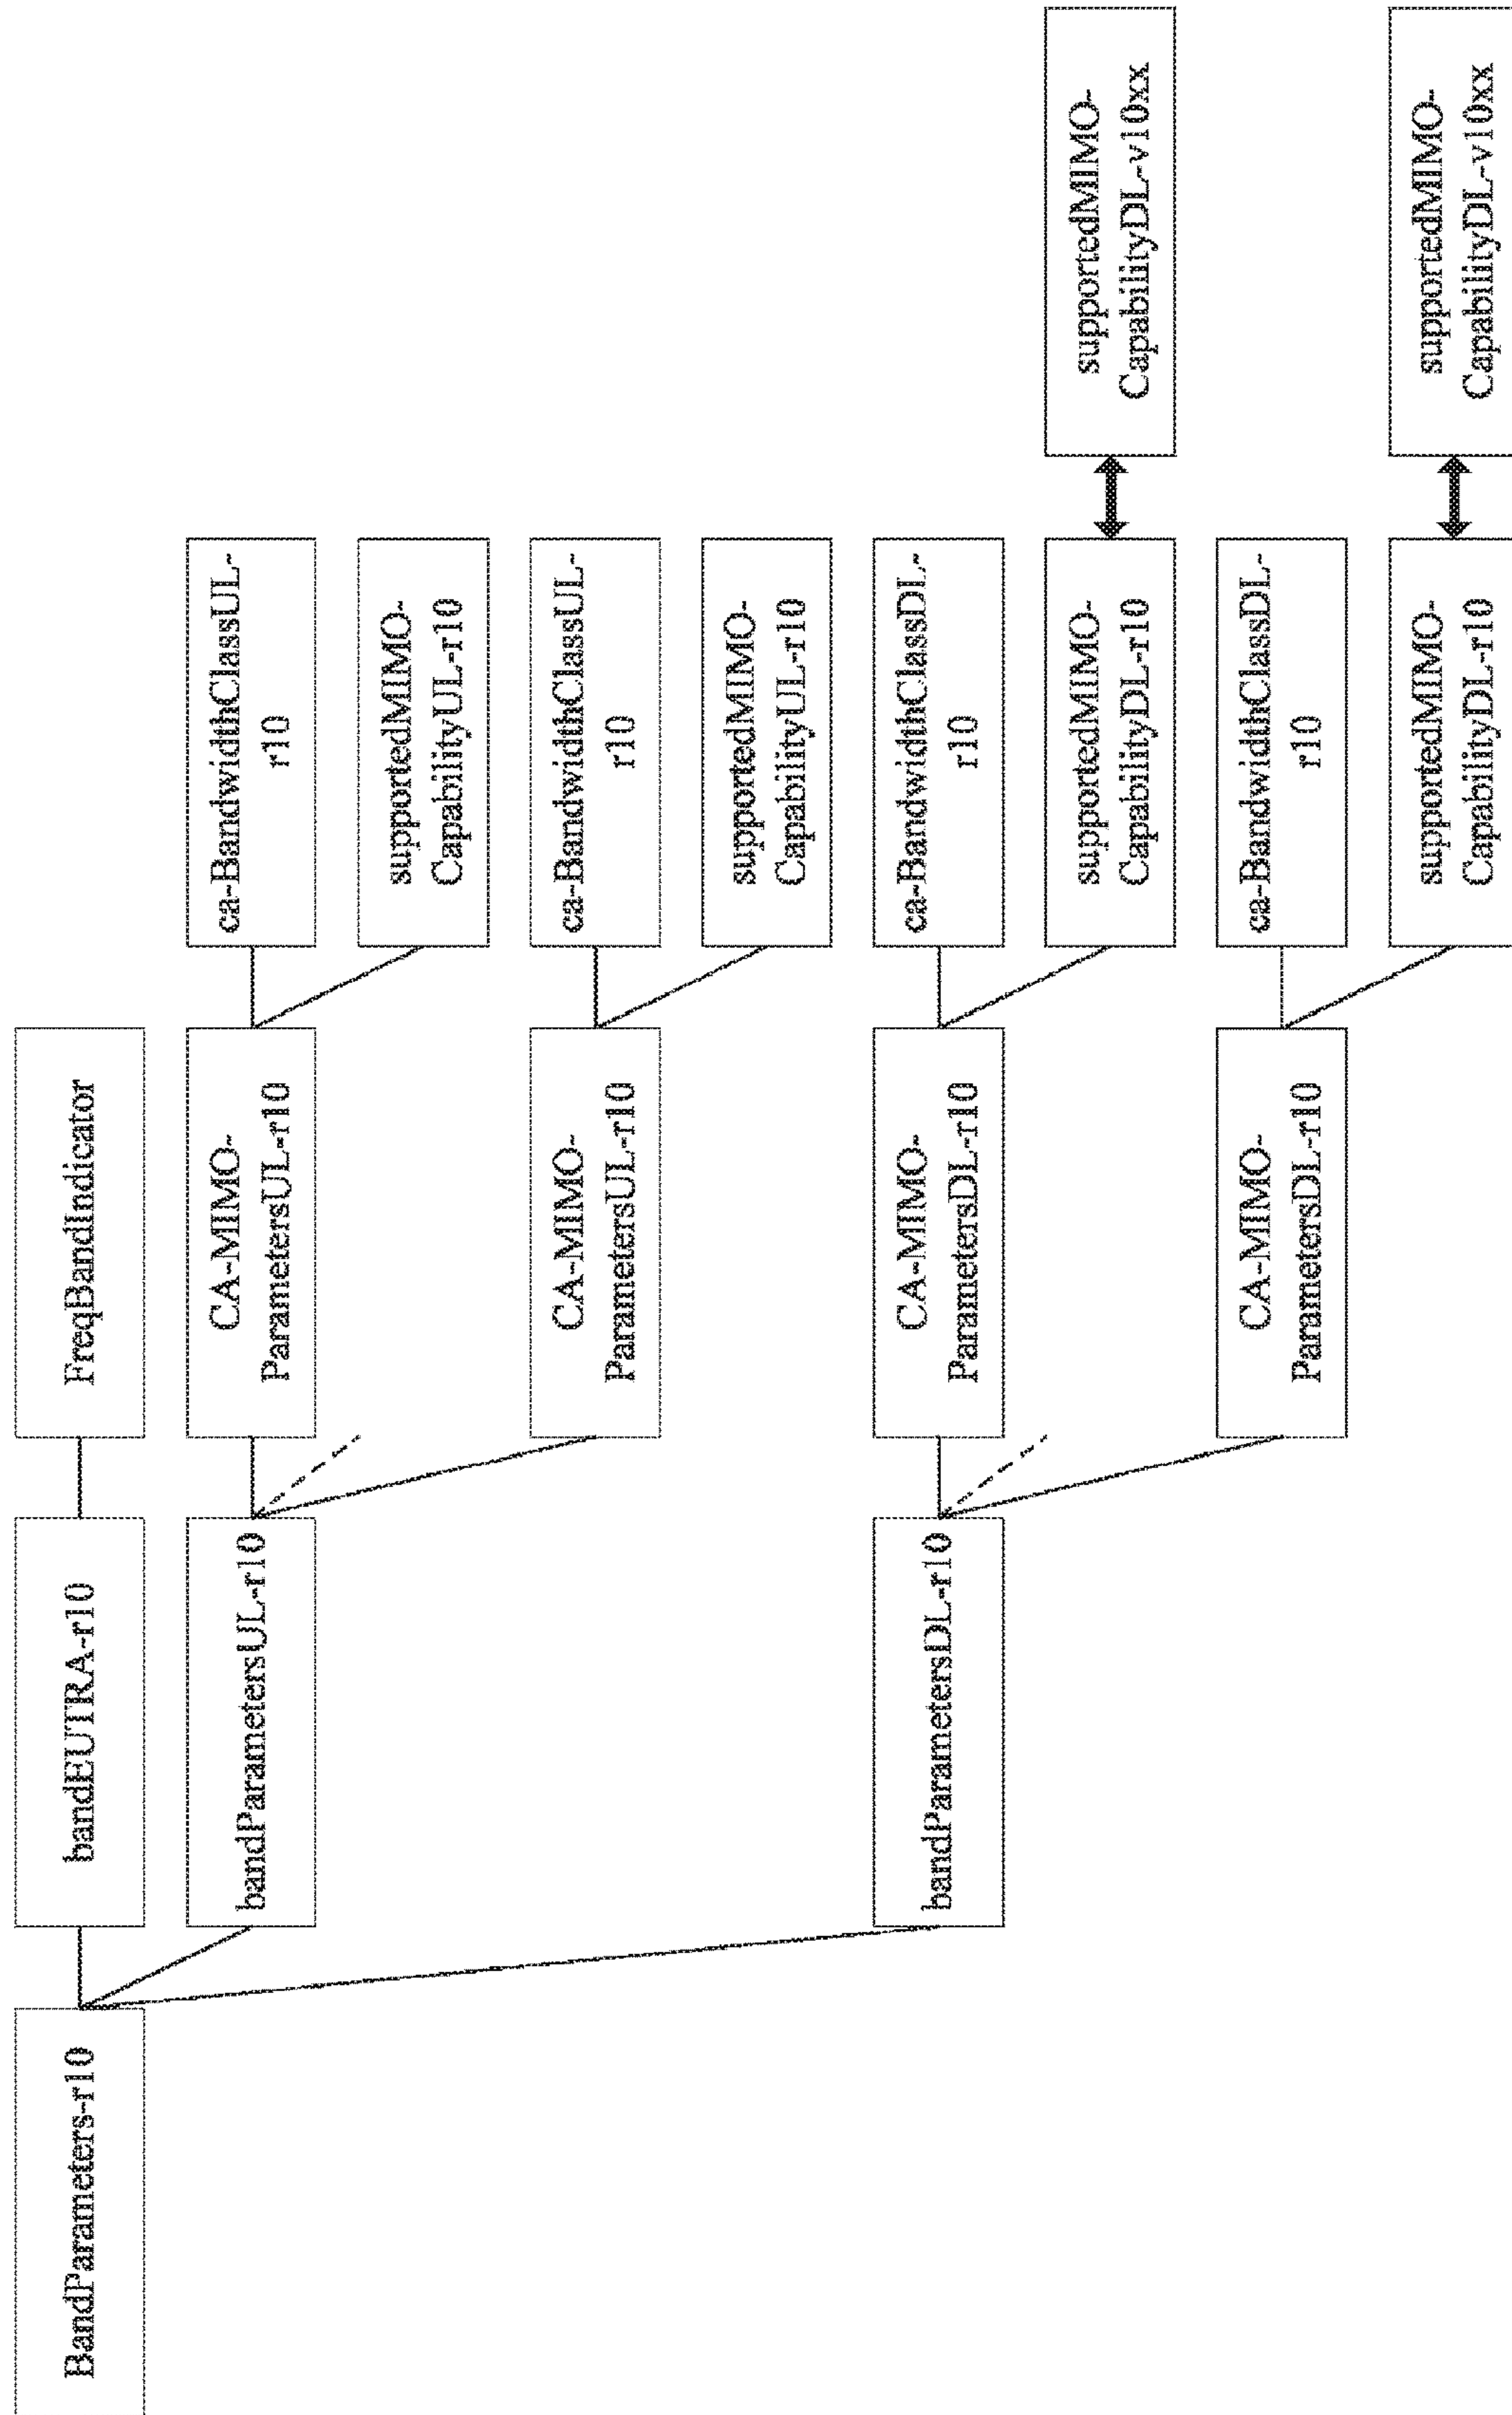 BandParameters-r10
bandEUTRA-r10
FreqBandIndicator
bandParametersUL-r10
CA-MIMO-
ParametersUL-r10
ca-BandwidthClassUL-
r10
supportedMIMO-
CapabilityUL-r10
CA-MIMO-
ParametersUL-r10
ca-BandwidthClassUL-
r10
supportedMIMO-
CapabilityUL-r10
bandParametersDL-r10
CA-MIMO-
ParametersDL-r10
ca-BandwidthClassDL-
r10
supportedMIMO-
CapabilityDL-r10
supportedMIMO-
CapabilityDL-v10xx
CA-MIMO-
ParametersDL-r10
ca-BandwidthClassDL-
r10
supportedMIMO-
CapabilityDL-r10
supportedMIMO-
CapabilityDL-v10xx